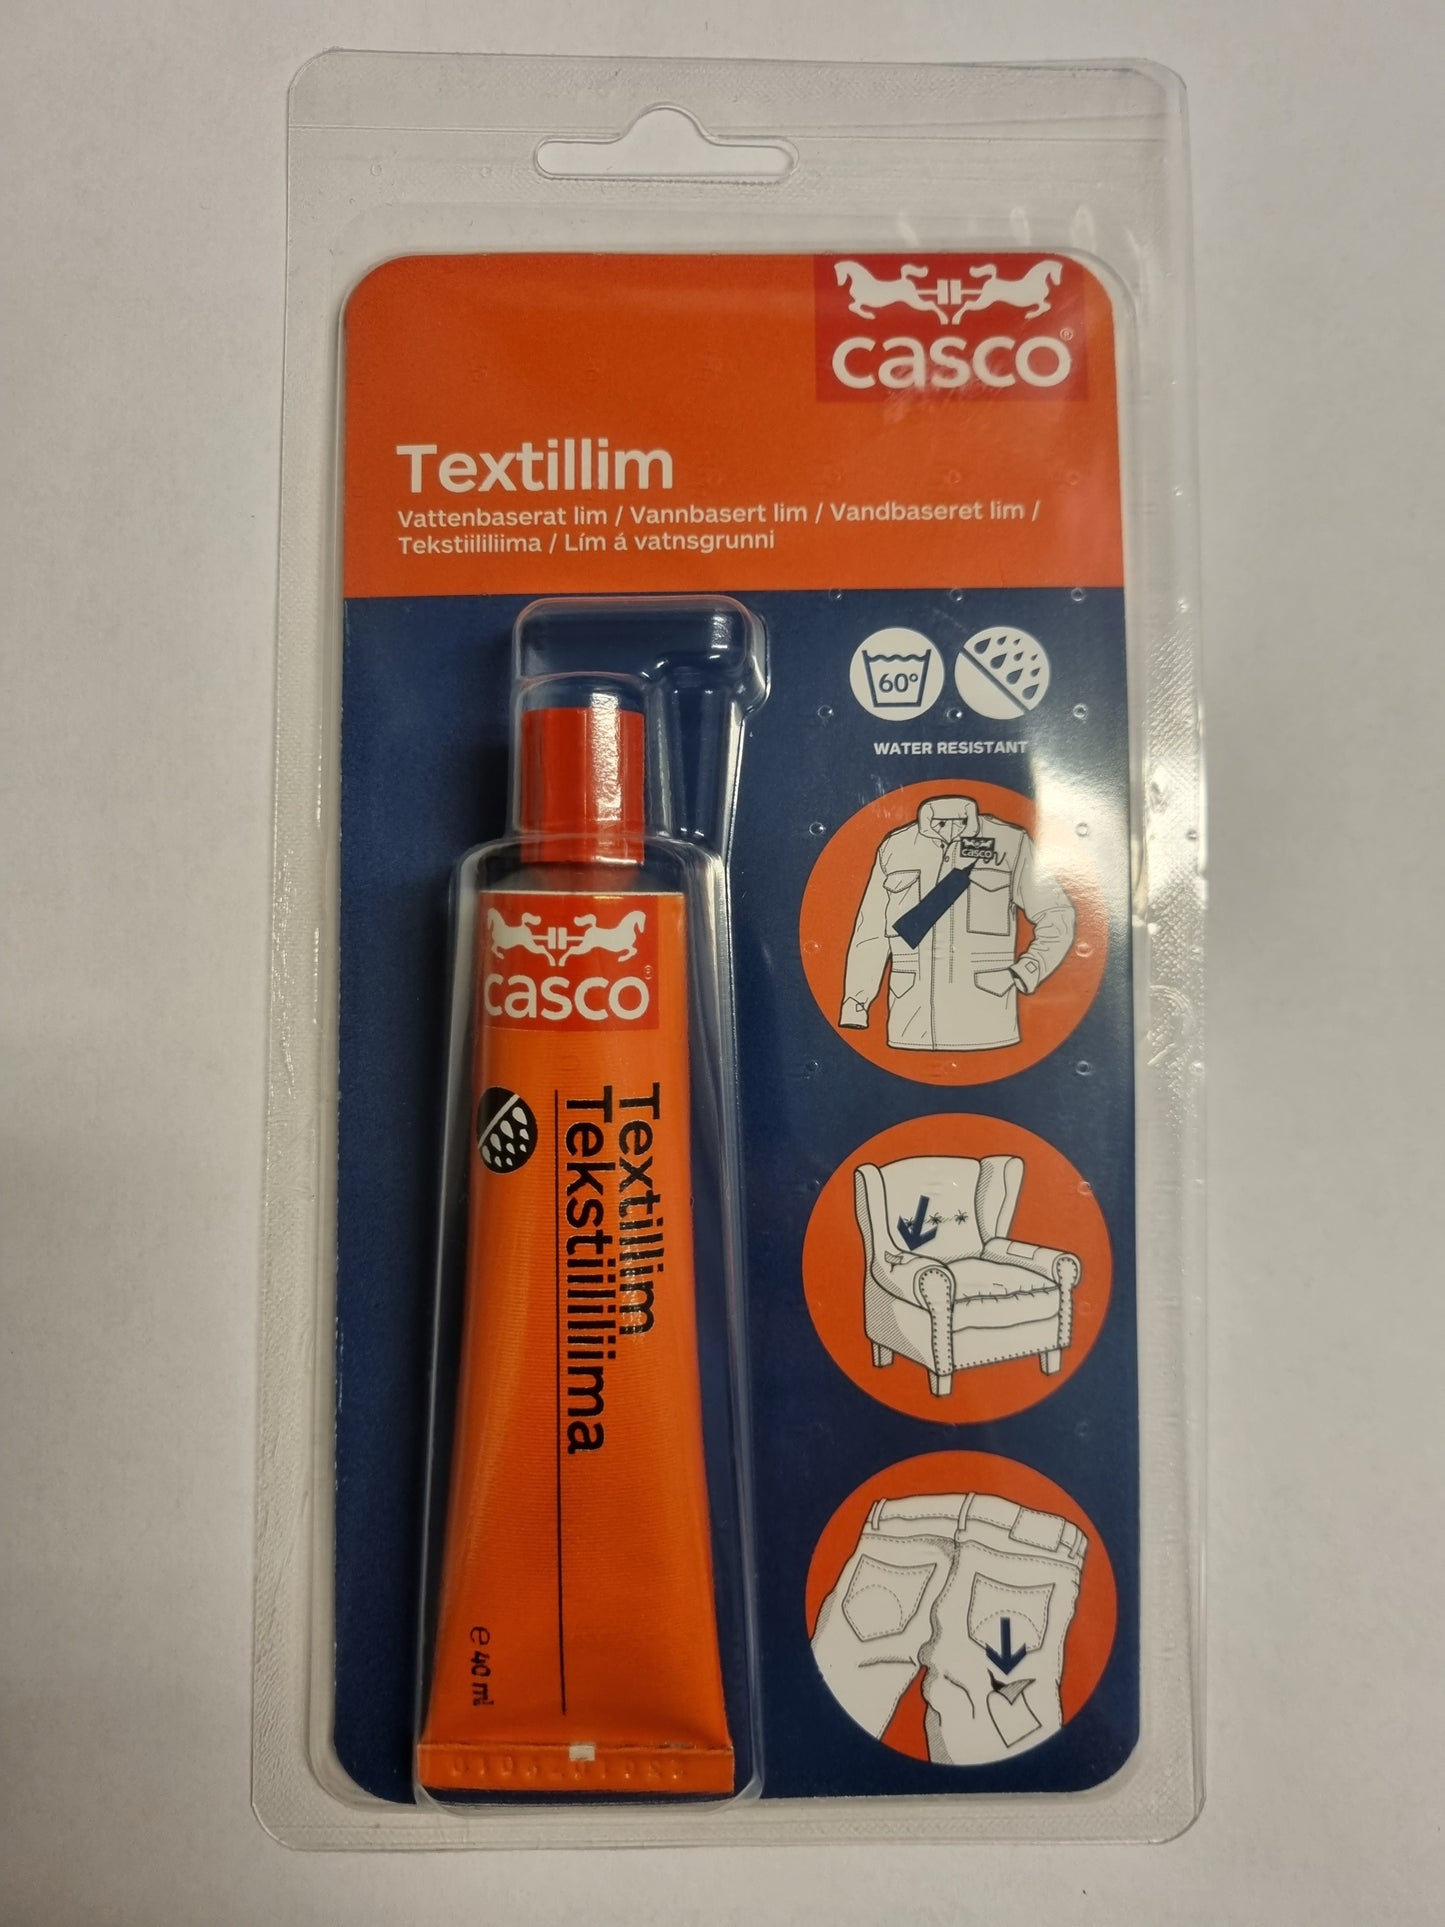 casco®
Textillim
Vattenbaserat lim / Vannbasert lim / Vandbaseret lim /
Tekstiililiima / Lím á vatnsgrunni
60°
WATER RESISTANT
casco
casco®
Textillim
Tekstiililiima
e 40 ml